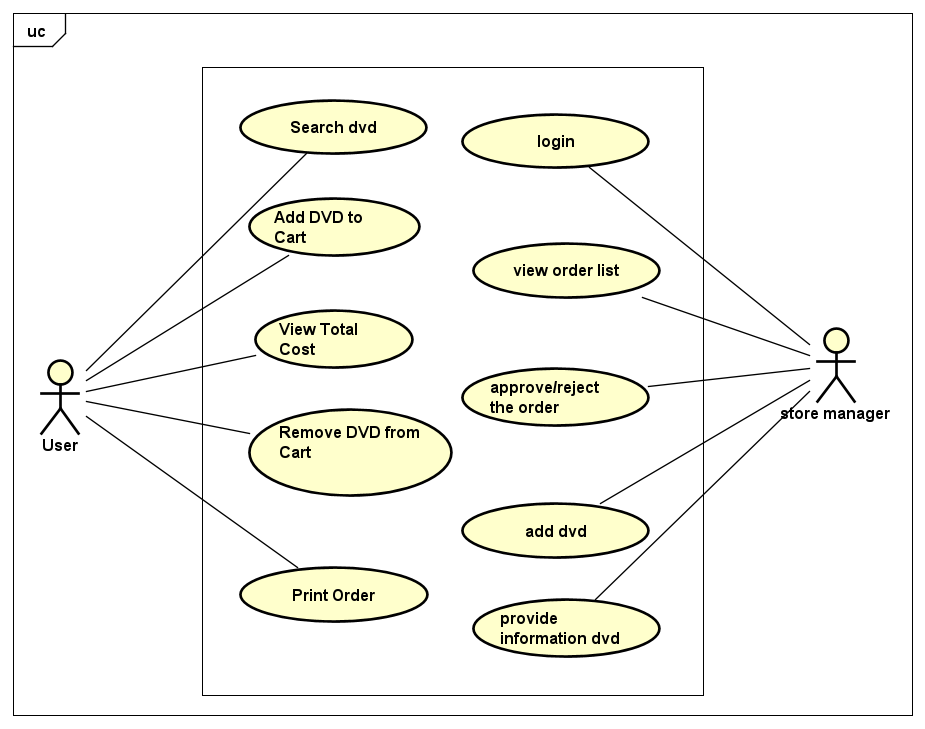 uc
Search dvd
login
Add DVD to
Cart
view order list
View Total
Cost
approve/reject
the order
store manager
User
Remove DVD from
Cart
add dvd
Print Order
provide
information dvd